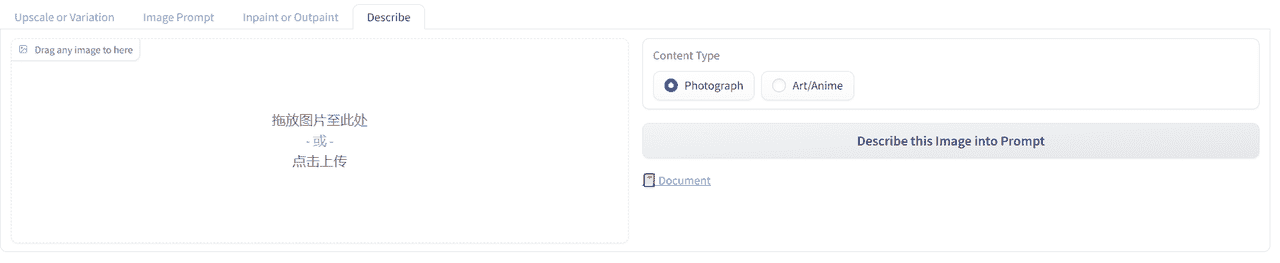 Upscale or Variation
Image Prompt
Inpaint or Outpaint
Describe
Drag any image to here
拖放图片至此处
- 或 -
点击上传
Content Type
Photograph
Art/Anime
Describe this Image into Prompt
Document